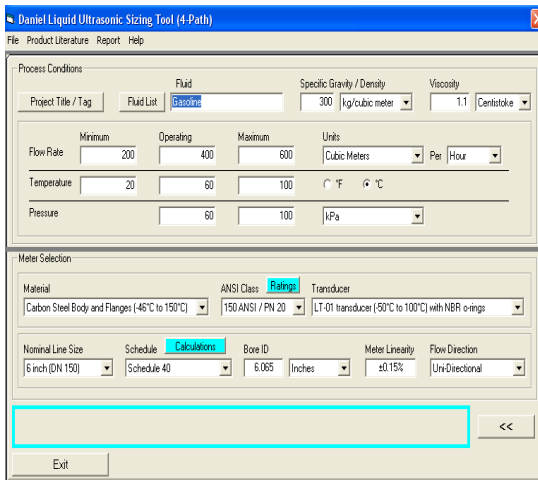 Daniel Liquid Ultrasonic Sizing Tool (4-Path)
File Product Literature Report Help
Process Conditions
Fluid Specific Gravity / Density Viscosity
Project Title / Tag Fluid List Gasoline 300 kg/cubic meter 1.1 Centistoke
Minimum Operating Maximum Units
Flow Rate 200 400 600 Cubic Meters Per Hour
Temperature 20 60 100 °F °C
Pressure 60 100 kPa
Meter Selection
Material ANSI Class Ratings Transducer
Carbon Steel Body and Flanges (-46°C to 150°C) 150 ANSI / PN 20 LT-01 transducer (-50°C to 100°C) with NBR o-rings
Nominal Line Size Schedule Calculations Bore ID Meter Linearity Flow Direction
6 inch (DN 150) Schedule 40 6.065 Inches ±0.15% Uni-Directional
<<
Exit